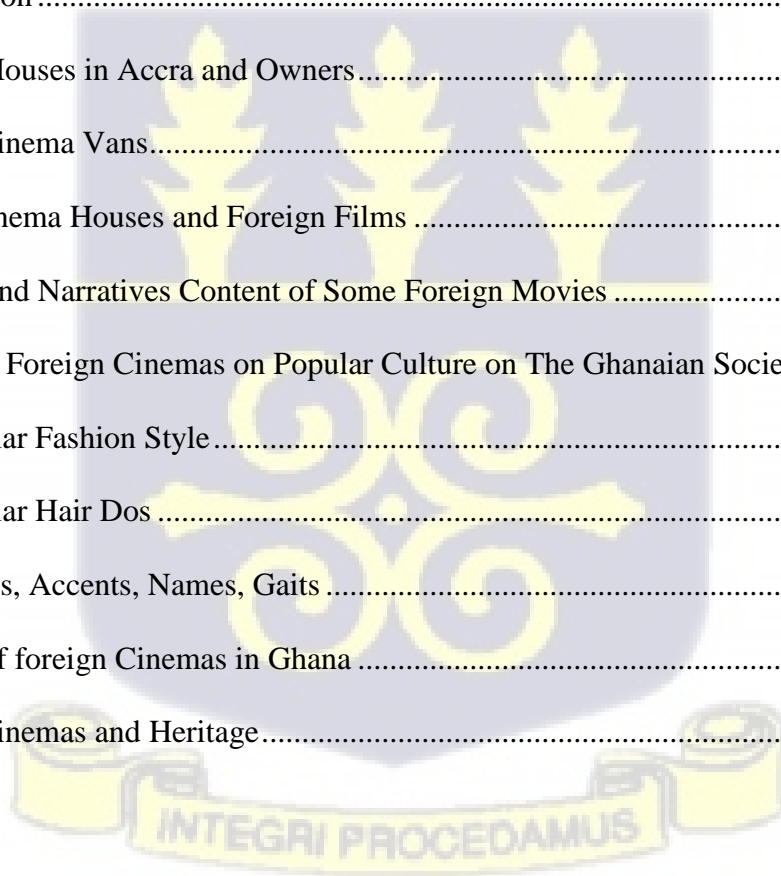 on....................................................................................
Houses in Accra and Owners....................................................
inema Vans..............................................................................
nema Houses and Foreign Films ..............................................
nd Narratives Content of Some Foreign Movies .....................
Foreign Cinemas on Popular Culture on The Ghanaian Socie
lar Fashion Style......................................................................
lar Hair Dos .............................................................................
s, Accents, Names, Gaits .........................................................
f foreign Cinemas in Ghana .....................................................
inemas and Heritage.................................................................
INTEGRI PROCEDAMUS